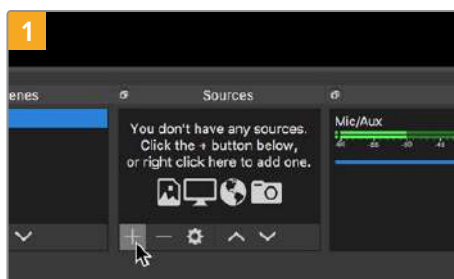 1
enes
Sources
You don't have any sources.
Click the + button below,
or right click here to add one.
Mic/Aux